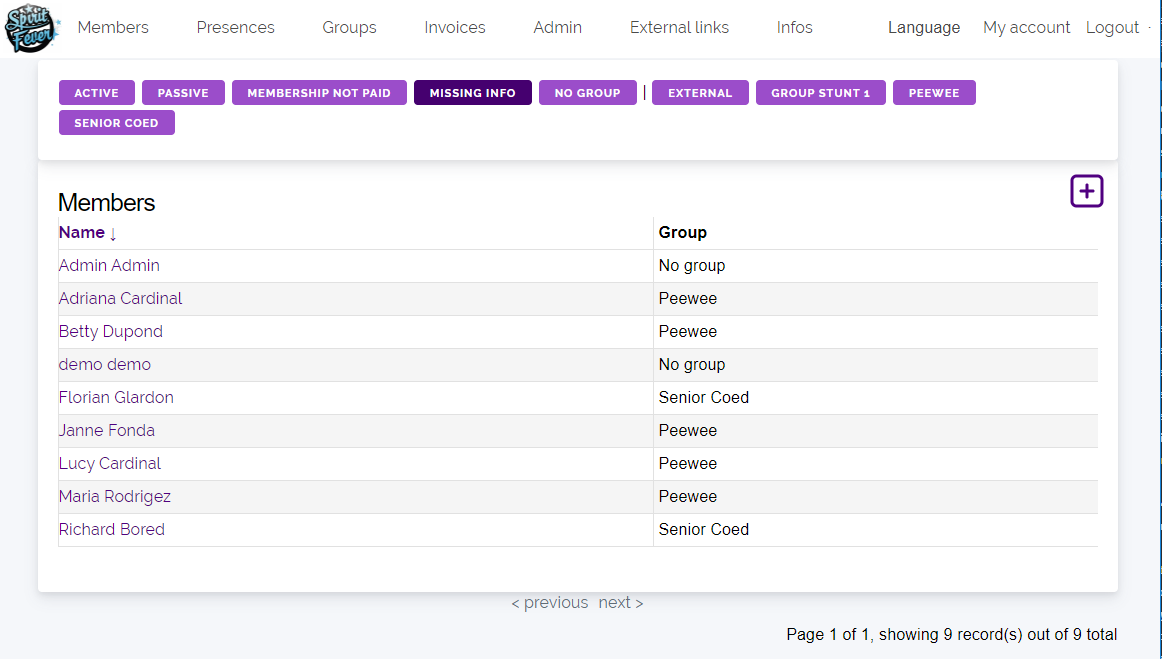 Spirit Fever
Members Presences Groups Invoices Admin External links Infos Language My account Logout
ACTIVE PASSIVE MEMBERSHIP NOT PAID MISSING INFO NO GROUP | EXTERNAL GROUP STUNT 1 PEEWEE
SENIOR COED
Members
Name ↓ Group
Admin Admin No group
Adriana Cardinal Peewee
Betty Dupond Peewee
demo demo No group
Florian Glardon Senior Coed
Janne Fonda Peewee
Lucy Cardinal Peewee
Maria Rodrigez Peewee
Richard Bored Senior Coed
< previous next >
Page 1 of 1, showing 9 record(s) out of 9 total